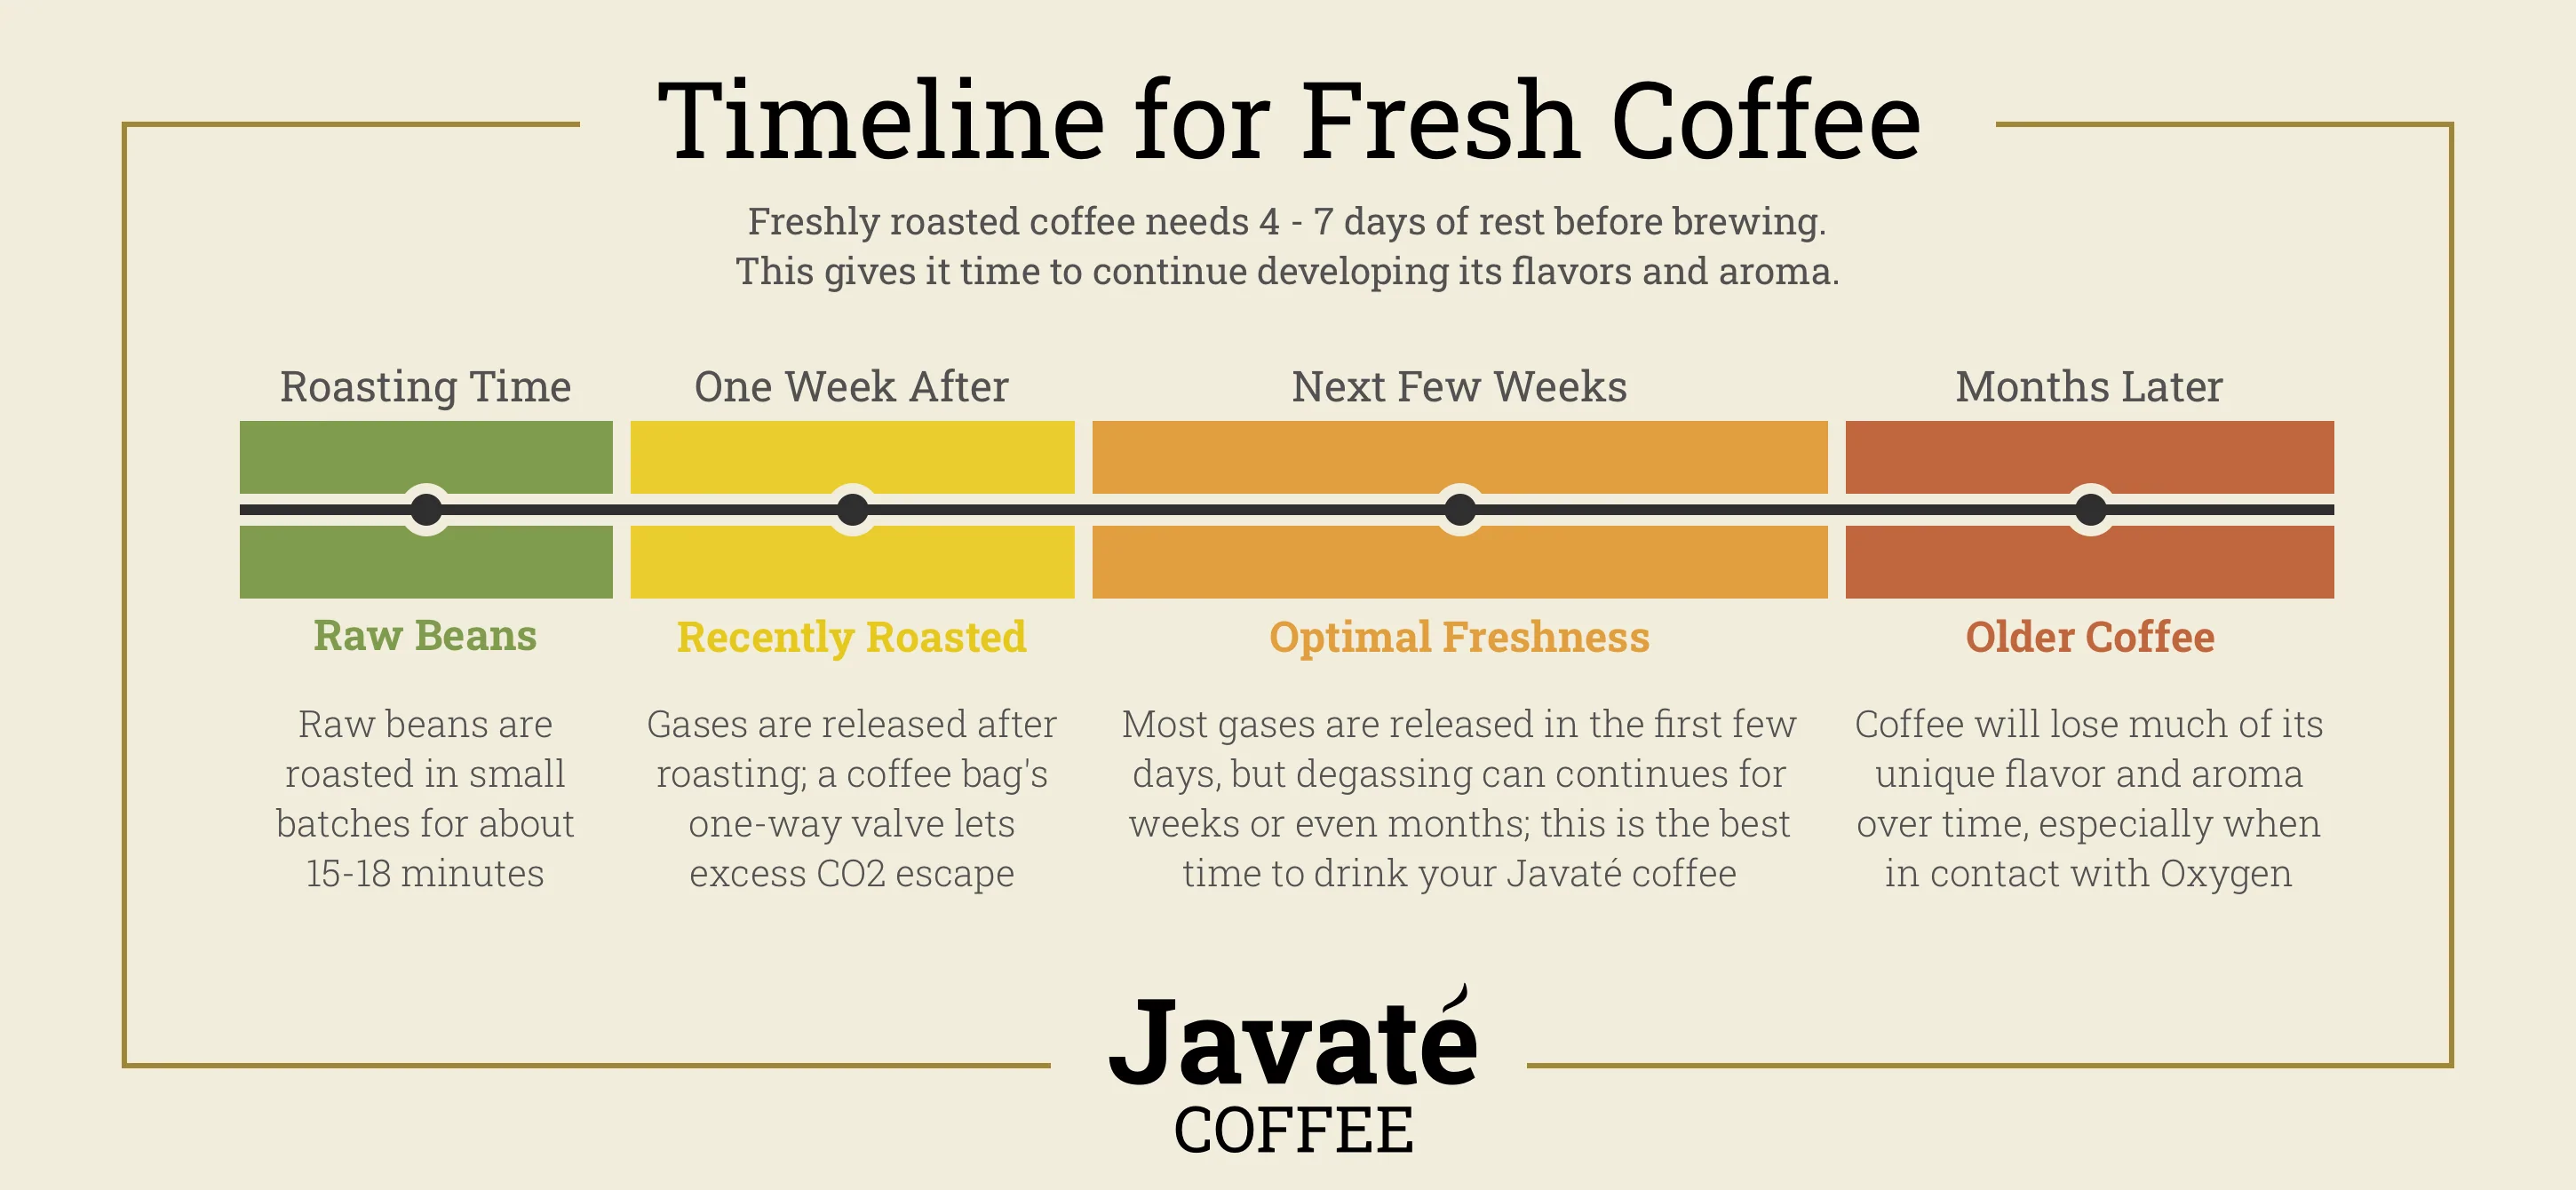 Timeline for Fresh Coffee
Freshly roasted coffee needs 4 - 7 days of rest before brewing.
This gives it time to continue developing its flavors and aroma.
Roasting Time
One Week After
Next Few Weeks
Months Later
Raw Beans
Recently Roasted
Optimal Freshness
Older Coffee
Raw beans are
roasted in small
batches for about
15-18 minutes
Gases are released after
roasting; a coffee bag's
one-way valve lets
excess CO2 escape
Most gases are released in the first few
days, but degassing can continues for
weeks or even months; this is the best
time to drink your Javaté coffee
Coffee will lose much of its
unique flavor and aroma
over time, especially when
in contact with Oxygen
Javaté
COFFEE